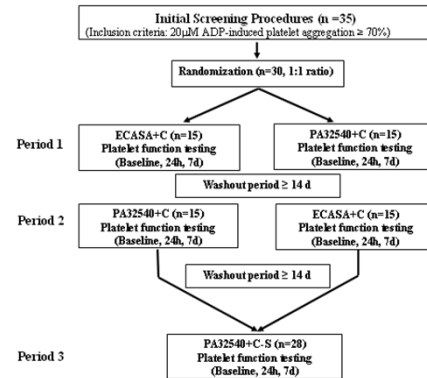 Initial Screening Procedures (n =35)
(Inclusion criteria: 20μM ADP-induced platelet aggregation ≥ 70%)
Randomization (n=30, 1:1 ratio)
Period 1
ECASA+C (n=15)
Platelet function testing
(Baseline, 24h, 7d)
PA32540+C (n=15)
Platelet function testing
(Baseline, 24h, 7d)
Washout period ≥ 14 d
Period 2
PA32540+C (n=15)
Platelet function testing
(Baseline, 24h, 7d)
ECASA+C (n=15)
Platelet function testing
(Baseline, 24h, 7d)
Washout period ≥ 14 d
Period 3
PA32540+C-S (n=28)
Platelet function testing
(Baseline, 24h, 7d)